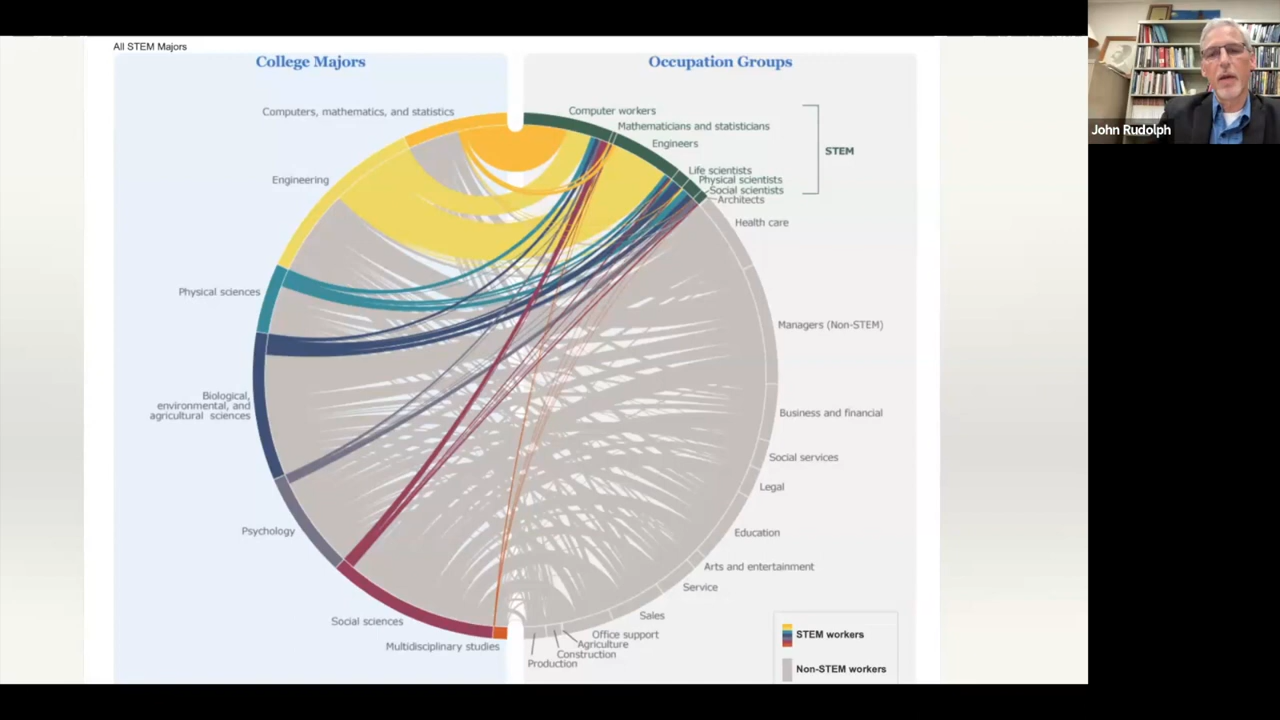 All STEM Majors
College Majors
Occupation Groups
Computers, mathematics, and statistics
Engineering
Physical sciences
Biological,
environmental, and
agricultural sciences
Psychology
Social sciences
Multidisciplinary studies
Computer workers
Mathematicians and statisticians
Engineers
Life scientists
Physical scientists
Social scientists
Architects
STEM
Health care
Managers (Non-STEM)
Business and financial
Social services
Legal
Education
Arts and entertainment
Service
Sales
Office support
Agriculture
Construction
Production
STEM workers
Non-STEM workers
John Rudolph